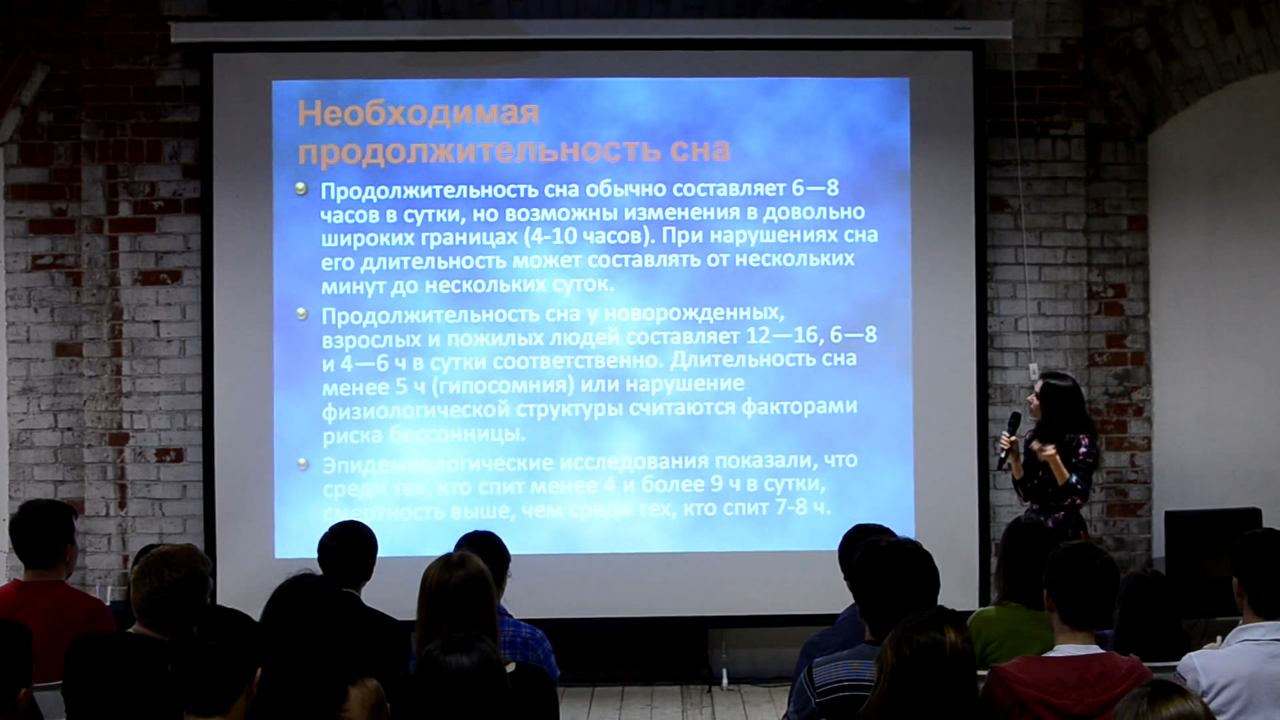 Необходимая
продолжительность сна
Продолжительность сна обычно составляет 6—8
часов в сутки, но возможны изменения в довольно
широких границах (4-10 часов). При нарушениях сна
его длительность может составлять от нескольких
минут до нескольких суток.
Продолжительность сна у новорожденных,
взрослых и пожилых людей составляет 12—16, 6—8
и 4—6 ч в сутки соответственно. Длительность сна
менее 5 ч (гипосомния) или нарушение
физиологической структуры считаются факторами
риска бессонницы.
Эпидемиологические исследования показали, что
среди тех, кто спит менее 4 и более 9 ч в сутки,
смертность выше, чем среди тех, кто спит 7-8 ч.